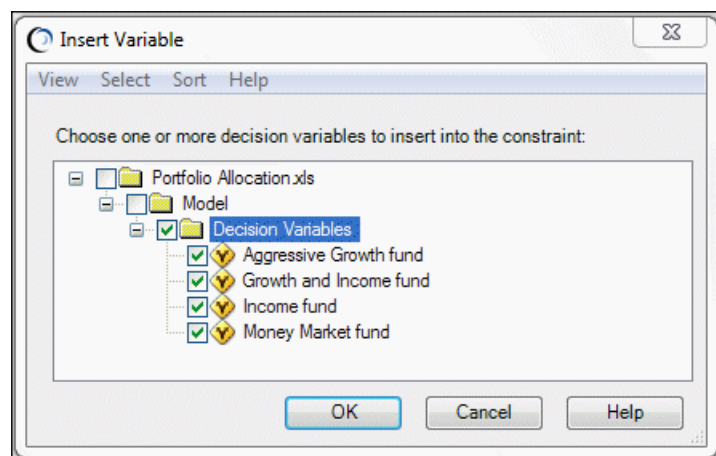 Insert Variable
View Select Sort Help
Choose one or more decision variables to insert into the constraint:
Portfolio Allocation.xls
Model
Decision Variables
Aggressive Growth fund
Growth and Income fund
Income fund
Money Market fund
OK Cancel Help